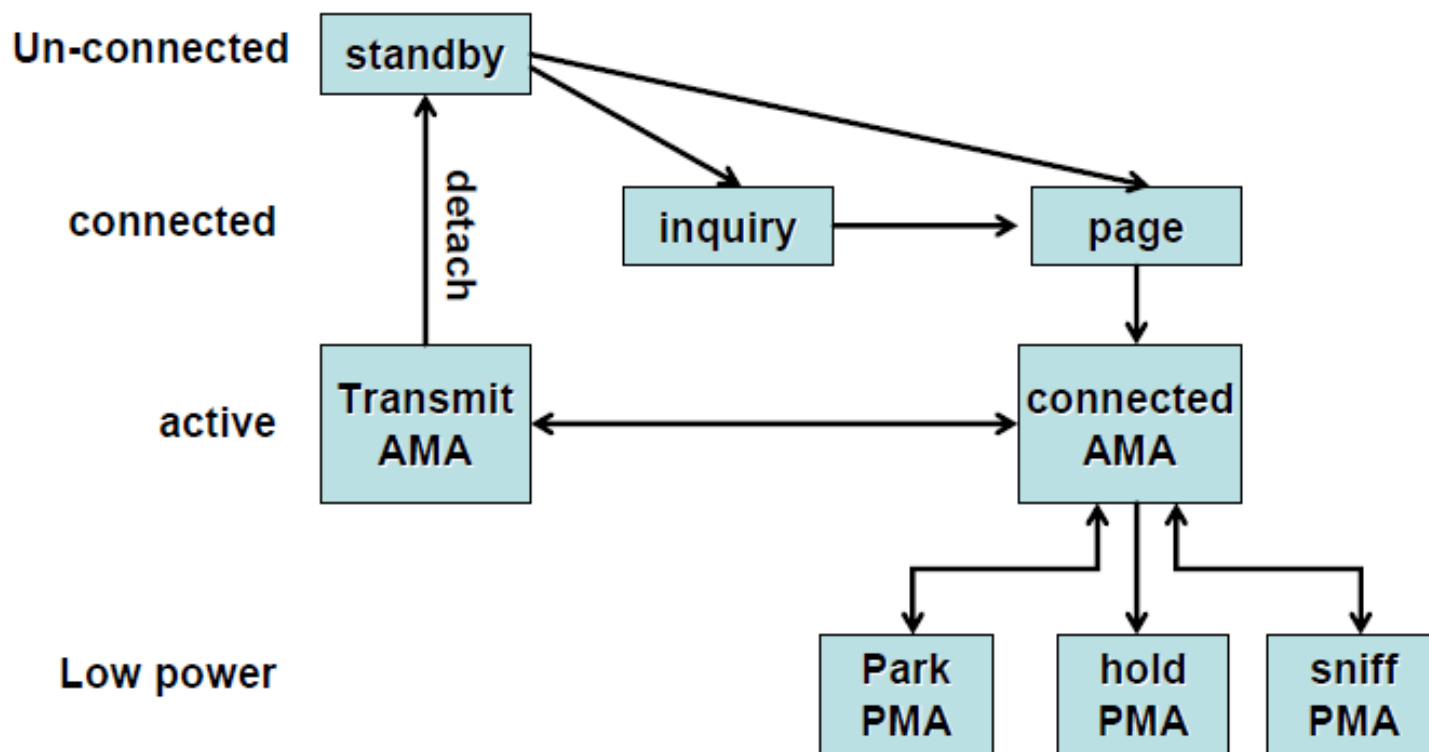 Un-connected
standby
detach
connected
inquiry
page
active
Transmit
AMA
connected
AMA
Low power
Park
PMA
hold
PMA
sniff
PMA